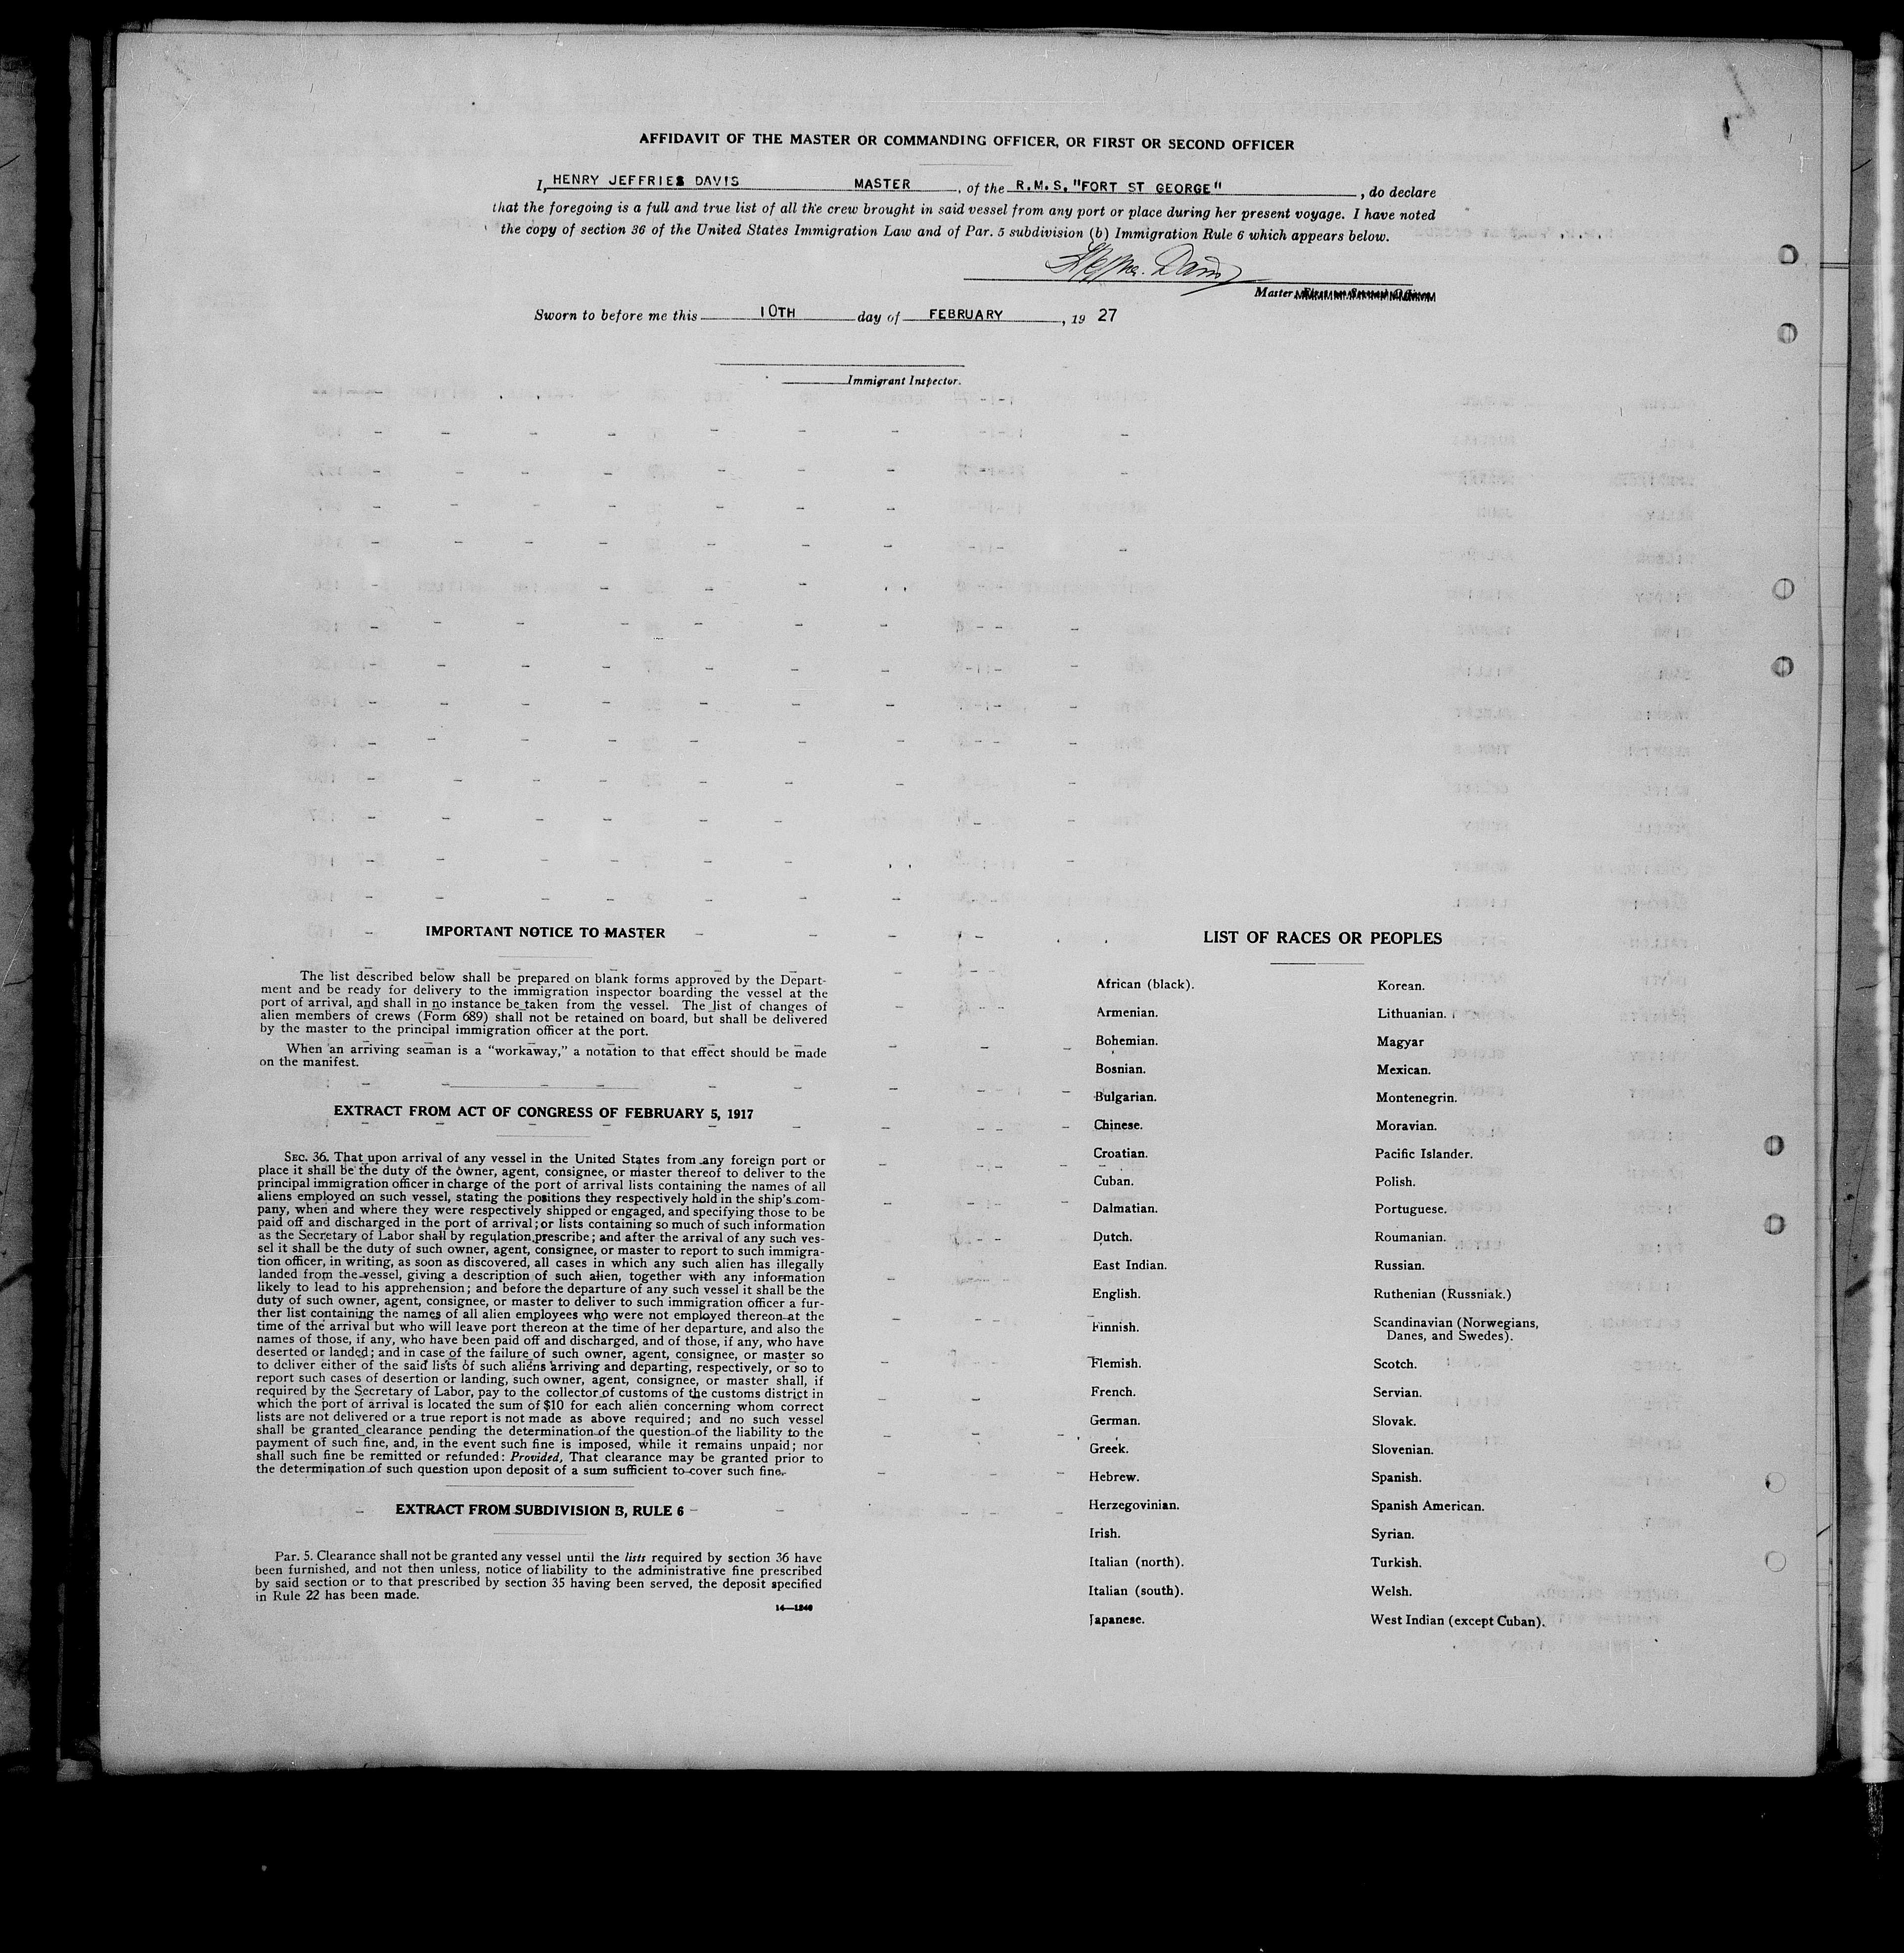 AFFIDAVIT OF THE MASTER OR COMMANDING OFFICER, OR FIRST OR SECOND OFFICER
I, HENRY JEFFRIES DAVIS MASTER, of the R.M.S. "FORT ST GEORGE", do declare
that the foregoing is a full and true list of all the crew brought in said vessel from any port or place during her present voyage. I have noted
the copy of section 36 of the United States Immigration Law and of Par. 5 subdivision (b) Immigration Rule 6 which appears below.
Davis
Master First or Second Officer.
Sworn to before me this 10TH day of FEBRUARY, 19 27
Immigrant Inspector.
IMPORTANT NOTICE TO MASTER
The list described below shall be prepared on blank forms approved by the Depart-
ment and be ready for delivery to the immigration inspector boarding the vessel at the
port of arrival, and shall in no instance be taken from the vessel. The list of changes of
alien members of crews (Form 689) shall not be retained on board, but shall be delivered
by the master to the principal immigration officer at the port.
When an arriving seaman is a "workaway," a notation to that effect should be made
on the manifest.
EXTRACT FROM ACT OF CONGRESS OF FEBRUARY 5, 1917
SEC. 36. That upon arrival of any vessel in the United States from any foreign port or
place it shall be the duty of the owner, agent, consignee, or master thereof to deliver to the
principal immigration officer in charge of the port of arrival lists containing the names of all
aliens employed on such vessel, stating the positions they respectively hold in the ship's com-
pany, when and where they were respectively shipped or engaged, and specifying those to be
paid off and discharged in the port of arrival; or lists containing so much of such information
as the Secretary of Labor shall by regulation prescribe; and after the arrival of any such ves-
sel it shall be the duty of such owner, agent, consignee, or master to report to such immigra-
tion officer, in writing, as soon as discovered, all cases in which any such alien has illegally
landed from the vessel, giving a description of such alien, together with any information
likely to lead to his apprehension; and before the departure of any such vessel it shall be the
duty of such owner, agent, consignee, or master to deliver to such immigration officer a fur-
ther list containing the names of all alien employees who were not employed thereon at the
time of the arrival but who will leave port thereon at the time of her departure, and also the
names of those, if any, who have been paid off and discharged, and of those, if any, who have
deserted or landed; and in case of the failure of such owner, agent, consignee, or master so
to deliver either of the said lists of such aliens arriving and departing, respectively, or so to
report such cases of desertion or landing, such owner, agent, consignee, or master shall, if
required by the Secretary of Labor, pay to the collector of customs of the customs district in
which the port of arrival is located the sum of $10 for each alien concerning whom correct
lists are not delivered or a true report is not made as above required; and no such vessel
shall be granted clearance pending the determination of the question of the liability to the
payment of such fine, and, in the event such fine is imposed, while it remains unpaid; nor
shall such fine be remitted or refunded: Provided, That clearance may be granted prior to
the determination of such question upon deposit of a sum sufficient to cover such fine.
EXTRACT FROM SUBDIVISION B, RULE 6
Par. 5. Clearance shall not be granted any vessel until the lists required by section 36 have
been furnished, and not then unless, notice of liability to the administrative fine prescribed
by said section or to that prescribed by section 35 having been served, the deposit specified
in Rule 22 has been made.
14—1240
LIST OF RACES OR PEOPLES
African (black).
Armenian.
Bohemian.
Bosnian.
Bulgarian.
Chinese.
Croatian.
Cuban.
Dalmatian.
Dutch.
East Indian.
English.
Finnish.
Flemish.
French.
German.
Greek.
Hebrew.
Herzegovinian.
Irish.
Italian (north).
Italian (south).
Japanese.
Korean.
Lithuanian.
Magyar
Mexican.
Montenegrin.
Moravian.
Pacific Islander.
Polish.
Portuguese.
Roumanian.
Russian.
Ruthenian (Russniak.)
Scandinavian (Norwegians,
Danes, and Swedes).
Scotch.
Servian.
Slovak.
Slovenian.
Spanish.
Spanish American.
Syrian.
Turkish.
Welsh.
West Indian (except Cuban).